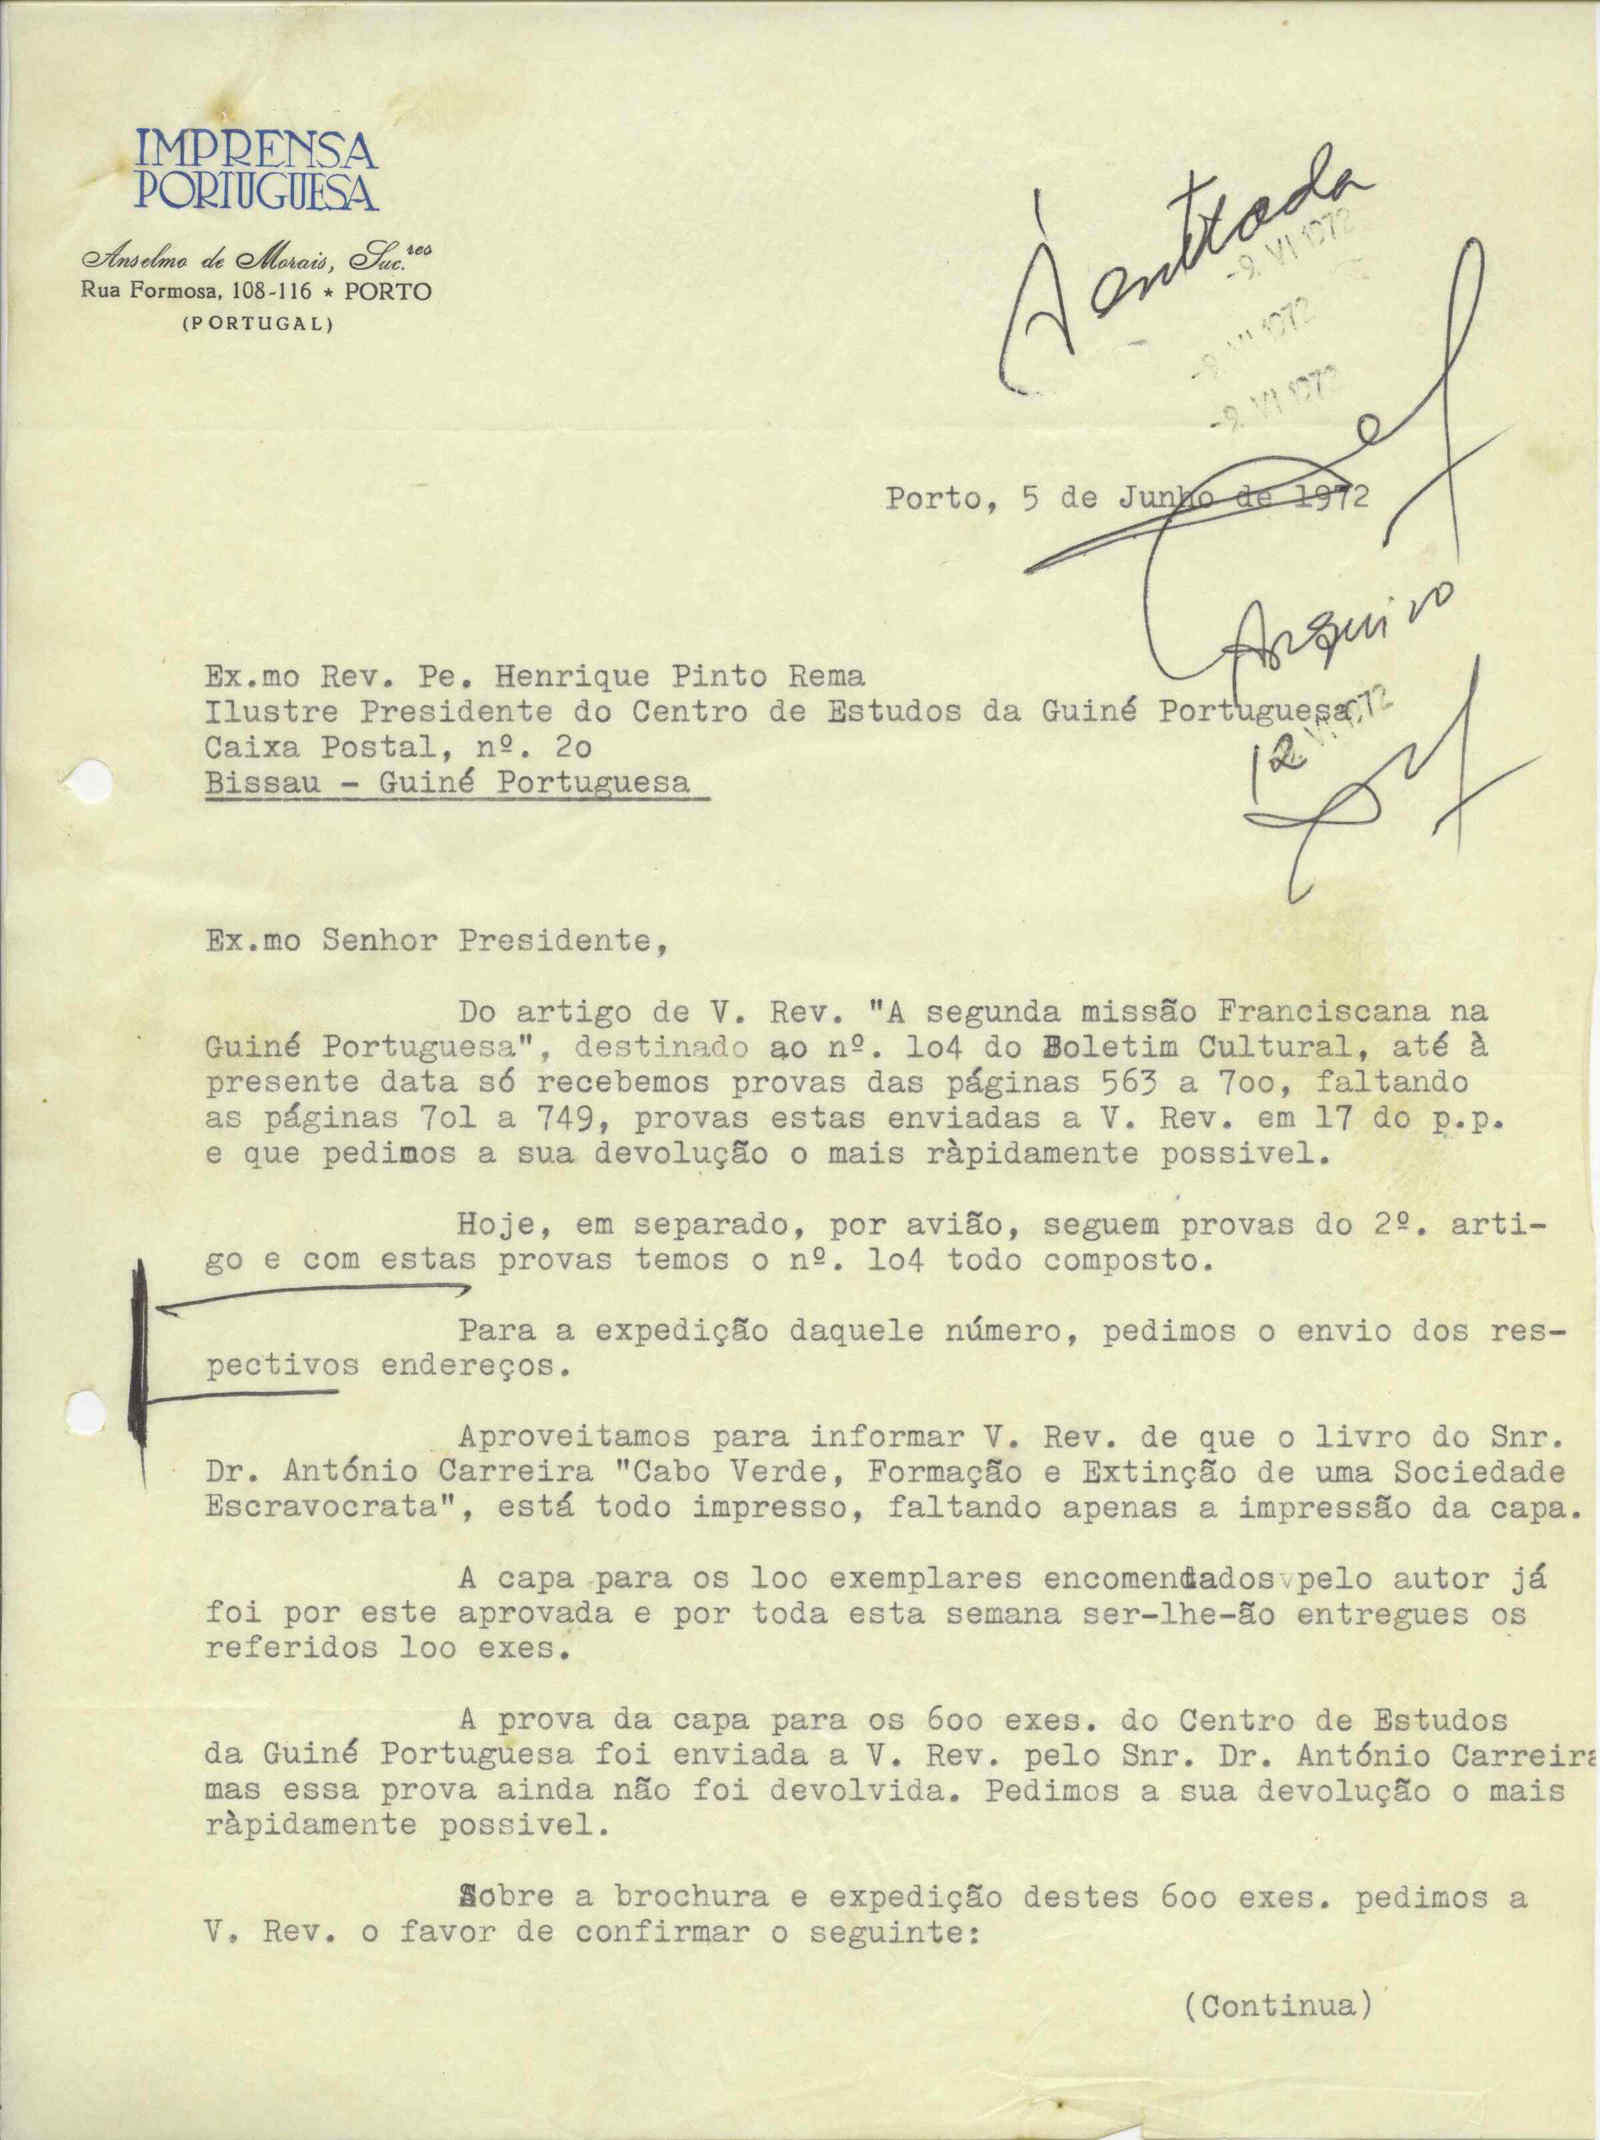 IMPRENSA
PORTUGUESA
Anselmo de Morais, Suc.res
Rua Formosa, 108-116 * PORTO
(PORTUGAL)
À entrada
-9. VI 1972
-9. VI 1972
-9. VI 1972
Porto, 5 de Junho de 1972
Arquivo
Ex.mo Rev. Pe. Henrique Pinto Rema
Ilustre Presidente do Centro de Estudos da Guiné Portuguesa
Caixa Postal, nº. 2o
12 VI 1972
Bissau - Guiné Portuguesa
Ex.mo Senhor Presidente,
Do artigo de V. Rev. "A segunda missão Franciscana na
Guiné Portuguesa", destinado ao nº. lo4 do Boletim Cultural, até à
presente data só recebemos provas das páginas 563 a 7oo, faltando
as páginas 7ol a 749, provas estas enviadas a V. Rev. em 17 do p.p.
e que pedimos a sua devolução o mais ràpidamente possivel.
Hoje, em separado, por avião, seguem provas do 2º. arti-
go e com estas provas temos o nº. lo4 todo composto.
Para a expedição daquele número, pedimos o envio dos res-
pectivos endereços.
Aproveitamos para informar V. Rev. de que o livro do Snr.
Dr. António Carreira "Cabo Verde, Formação e Extinção de uma Sociedade
Escravocrata", está todo impresso, faltando apenas a impressão da capa.
A capa para os loo exemplares encomendados pelo autor já
foi por este aprovada e por toda esta semana ser-lhe-ão entregues os
referidos loo exes.
A prova da capa para os 6oo exes. do Centro de Estudos
da Guiné Portuguesa foi enviada a V. Rev. pelo Snr. Dr. António Carreira
mas essa prova ainda não foi devolvida. Pedimos a sua devolução o mais
ràpidamente possivel.
Sobre a brochura e expedição destes 6oo exes. pedimos a
V. Rev. o favor de confirmar o seguinte:
(Continua)